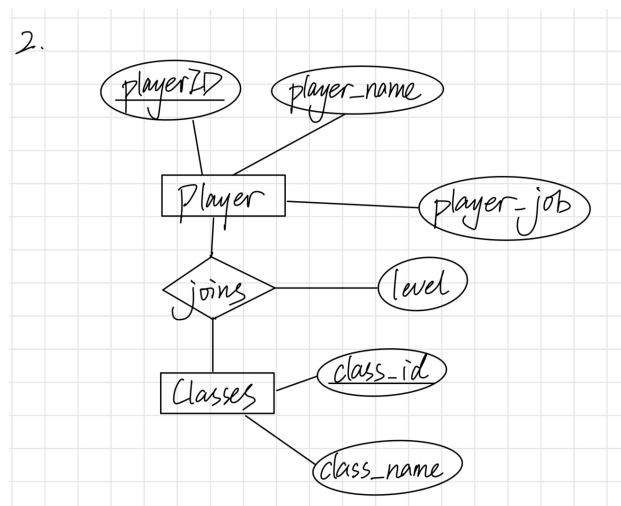 2.
playerID
player_name
Player
player_job
joins
level
Classes
class_id
class_name